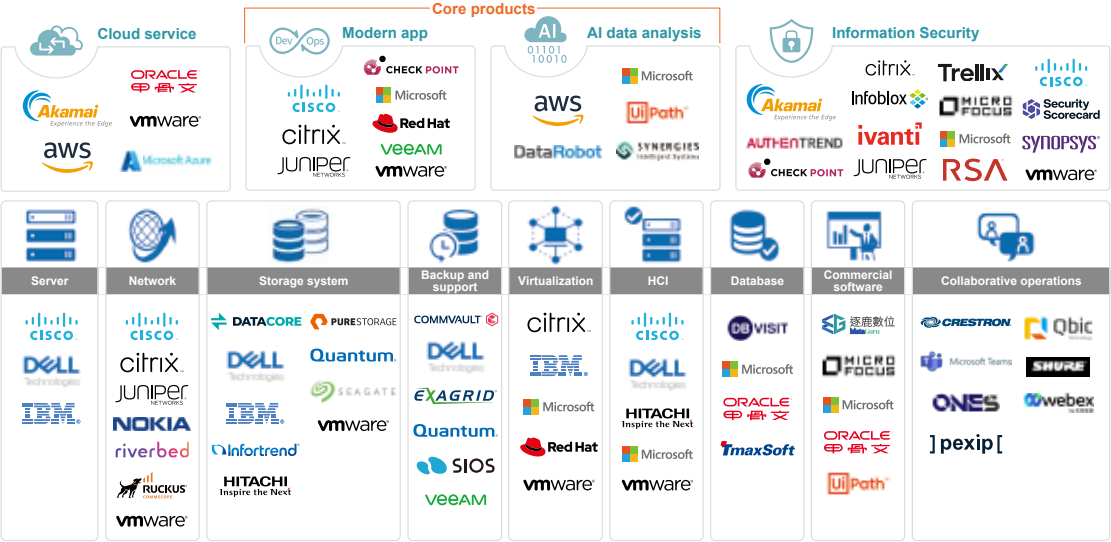 Core products
Cloud service
ORACLE
甲骨文
Akamai
Experience the Edge
vmware®
aws
Microsoft Azure
Dev Ops
Modern app
CHECK POINT
CISCO
Microsoft
citrix
Red Hat
JUNIPER
NETWORKS
veeAM
vmware®
AI
01101
10010
AI data analysis
Microsoft
aws
UiPath
DataRobot
SYNERGIES
Intelligent Systems
Information Security
citrix
Trellix
CISCO
Akamai
Experience the Edge
Infoblox
MICRO
FOCUS
Security
Scorecard
AUTHENTREND
ivanti
Microsoft
SYNOPSYS®
CHECK POINT
JUNIPER
NETWORKS
RSA
vmware®
Server
CISCO
DELL
Technologies
IBM
Network
CISCO
citrix
JUNIPER
NETWORKS
NOKIA
riverbed
RUCKUS
COMMSCOPE
vmware®
Storage system
DATACORE
PURESTORAGE
DELL
Technologies
Quantum
IBM
SEAGATE
Infortrend
vmware®
HITACHI
Inspire the Next
Backup and
support
COMMVAULT
DELL
Technologies
EXAGRID
Quantum
SIOS
veeAM
Virtualization
citrix
IBM
Microsoft
Red Hat
vmware®
HCI
CISCO
DELL
Technologies
HITACHI
Inspire the Next
Microsoft
vmware®
Database
DBVISIT
Microsoft
ORACLE
甲骨文
TmaxSoft
Commercial
software
逐鹿數位
MICRO
FOCUS
Microsoft
ORACLE
甲骨文
UiPath
Collaborative operations
CRESTRON
Qbic
Technology
Microsoft Teams
SHURE
ONES
webex
by CISCO
]pexip[